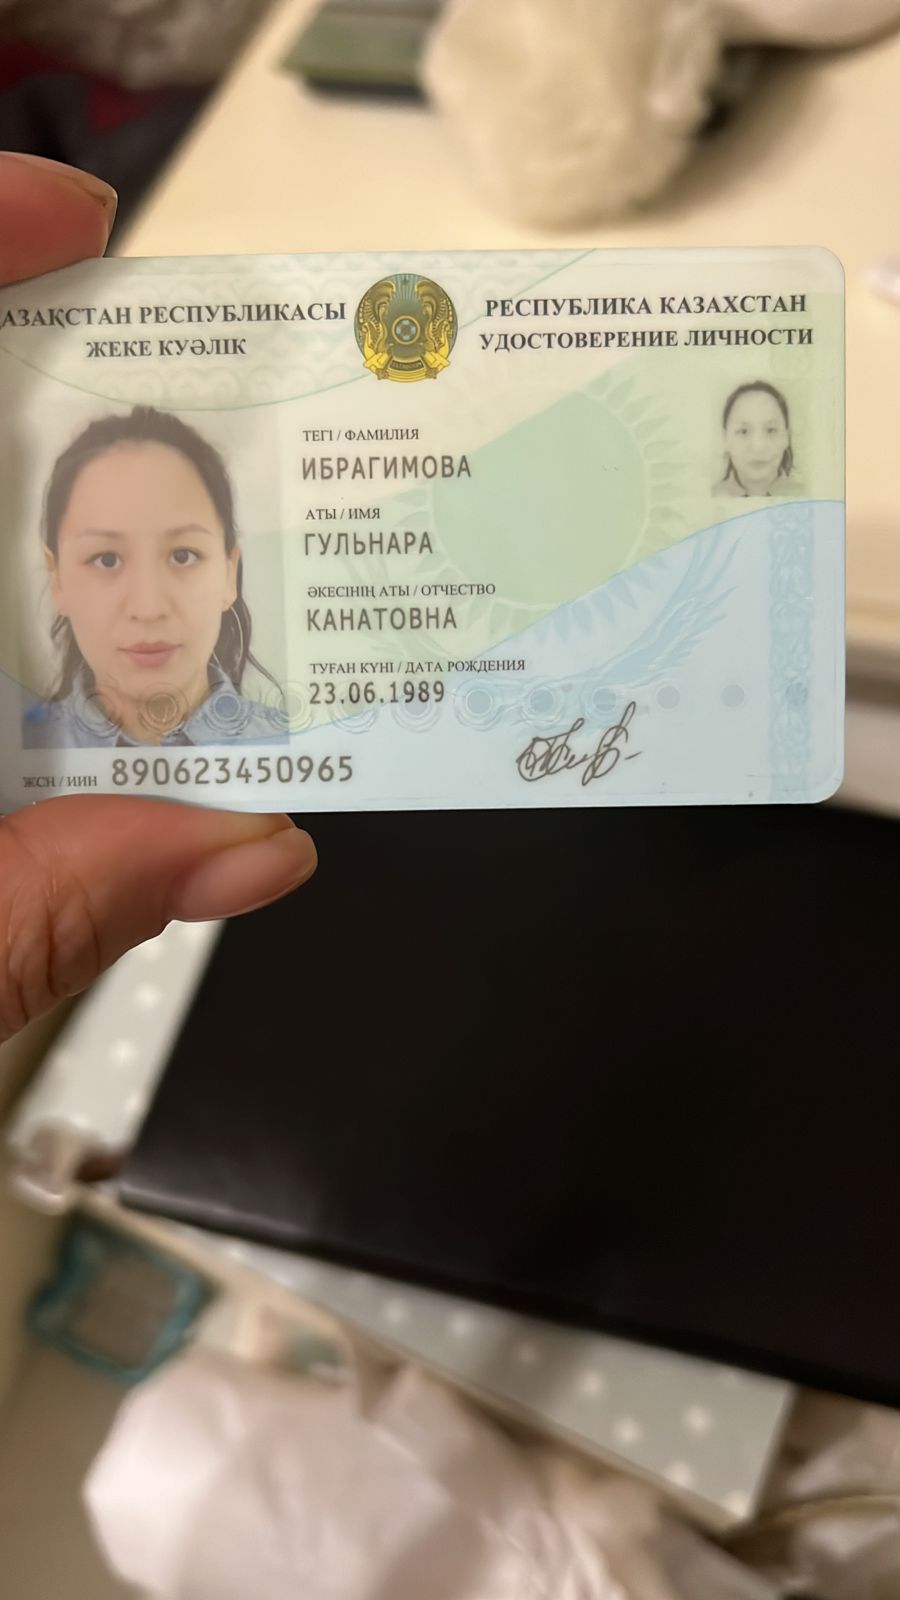 ҚАЗАҚСТАН РЕСПУБЛИКАСЫ
ЖЕКЕ КУӘЛІК
РЕСПУБЛИКА КАЗАХСТАН
УДОСТОВЕРЕНИЕ ЛИЧНОСТИ
ТЕГІ / ФАМИЛИЯ
ИБРАГИМОВА
АТЫ / ИМЯ
ГУЛЬНАРА
ӘКЕСІНІҢ АТЫ / ОТЧЕСТВО
КАНАТОВНА
ТУҒАН КҮНІ / ДАТА РОЖДЕНИЯ
23.06.1989
ЖСН / ИИН 890623450965